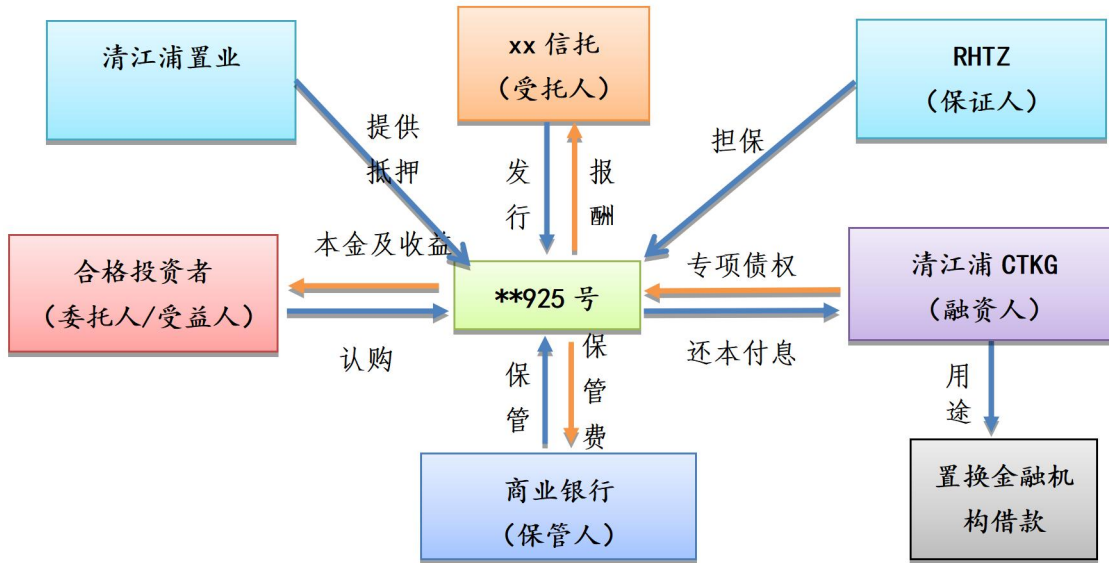 清江浦置业
xx 信托
（受托人）
RHTZ
（保证人）
提供
抵押
发行
报酬
担保
本金及收益
合格投资者
（委托人/受益人）
认购
**925 号
专项债权
还本付息
清江浦 CTKG
（融资人）
保管
保管费
用途
商业银行
（保管人）
置换金融机
构借款